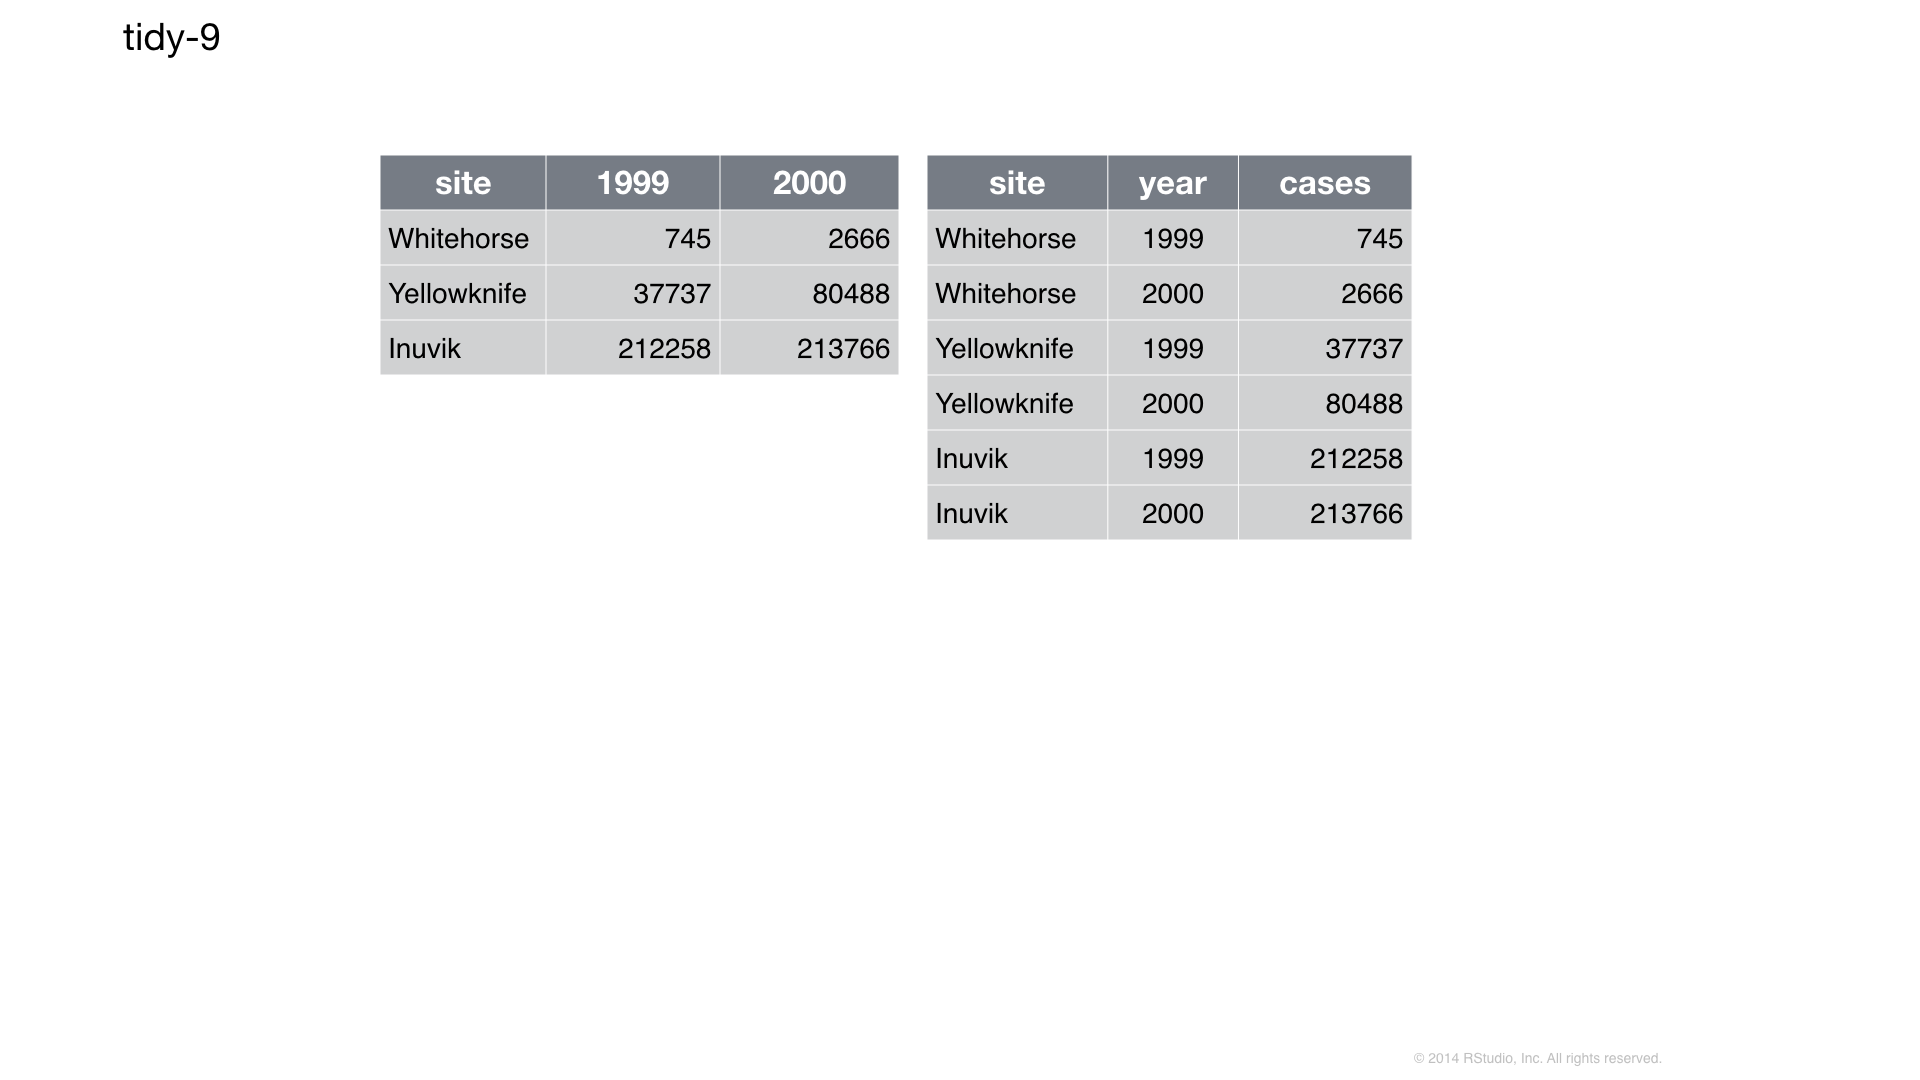 tidy-9
site 1999 2000
Whitehorse 745 2666
Yellowknife 37737 80488
Inuvik 212258 213766
site year cases
Whitehorse 1999 745
Whitehorse 2000 2666
Yellowknife 1999 37737
Yellowknife 2000 80488
Inuvik 1999 212258
Inuvik 2000 213766
© 2014 RStudio, Inc. All rights reserved.